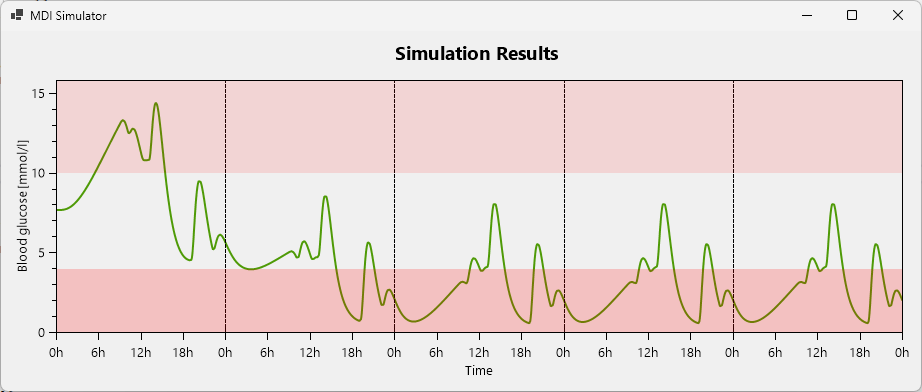 MDI Simulator
Simulation Results
15
10
5
0
Blood glucose [mmol/l]
0h 6h 12h 18h 0h 6h 12h 18h 0h 6h 12h 18h 0h 6h 12h 18h 0h 6h 12h 18h 0h
Time